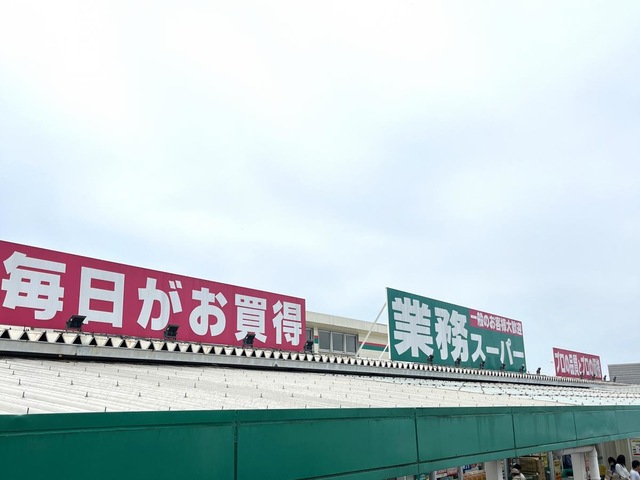 毎日がお買得
一般のお客様大歓迎
業務スーパー
プロの品質とプロの価格